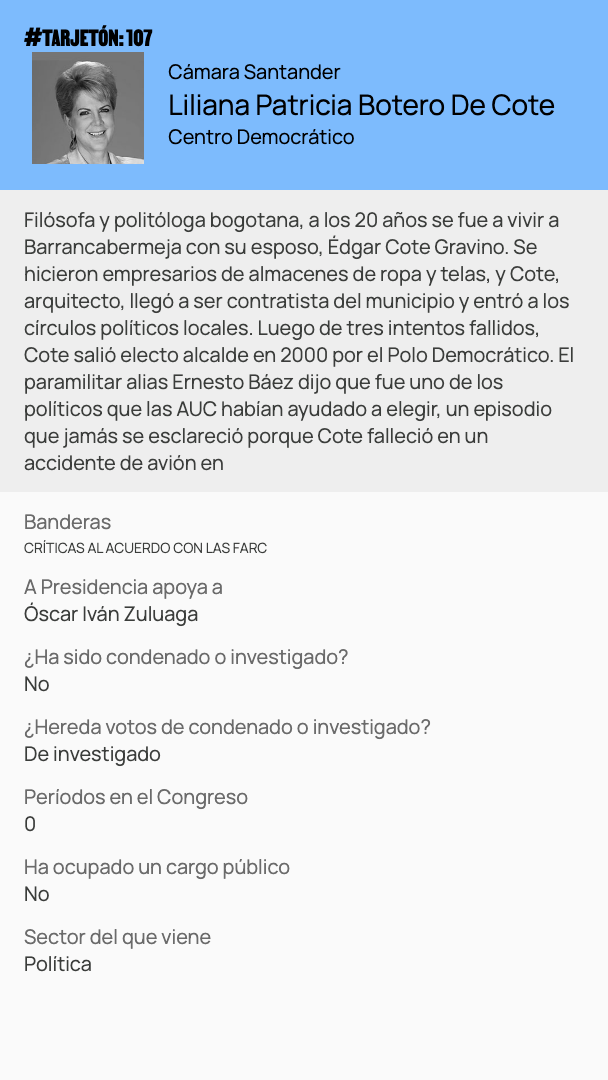 #TARJETÓN: 107
Cámara Santander
Liliana Patricia Botero De Cote
Centro Democrático
Filósofa y politóloga bogotana, a los 20 años se fue a vivir a
Barrancabermeja con su esposo, Édgar Cote Gravino. Se
hicieron empresarios de almacenes de ropa y telas, y Cote,
arquitecto, llegó a ser contratista del municipio y entró a los
círculos políticos locales. Luego de tres intentos fallidos,
Cote salió electo alcalde en 2000 por el Polo Democrático. El
paramilitar alias Ernesto Báez dijo que fue uno de los
políticos que las AUC habían ayudado a elegir, un episodio
que jamás se esclareció porque Cote falleció en un
accidente de avión en
Banderas
CRÍTICAS AL ACUERDO CON LAS FARC
A Presidencia apoya a
Óscar Iván Zuluaga
¿Ha sido condenado o investigado?
No
¿Hereda votos de condenado o investigado?
De investigado
Períodos en el Congreso
0
Ha ocupado un cargo público
No
Sector del que viene
Política